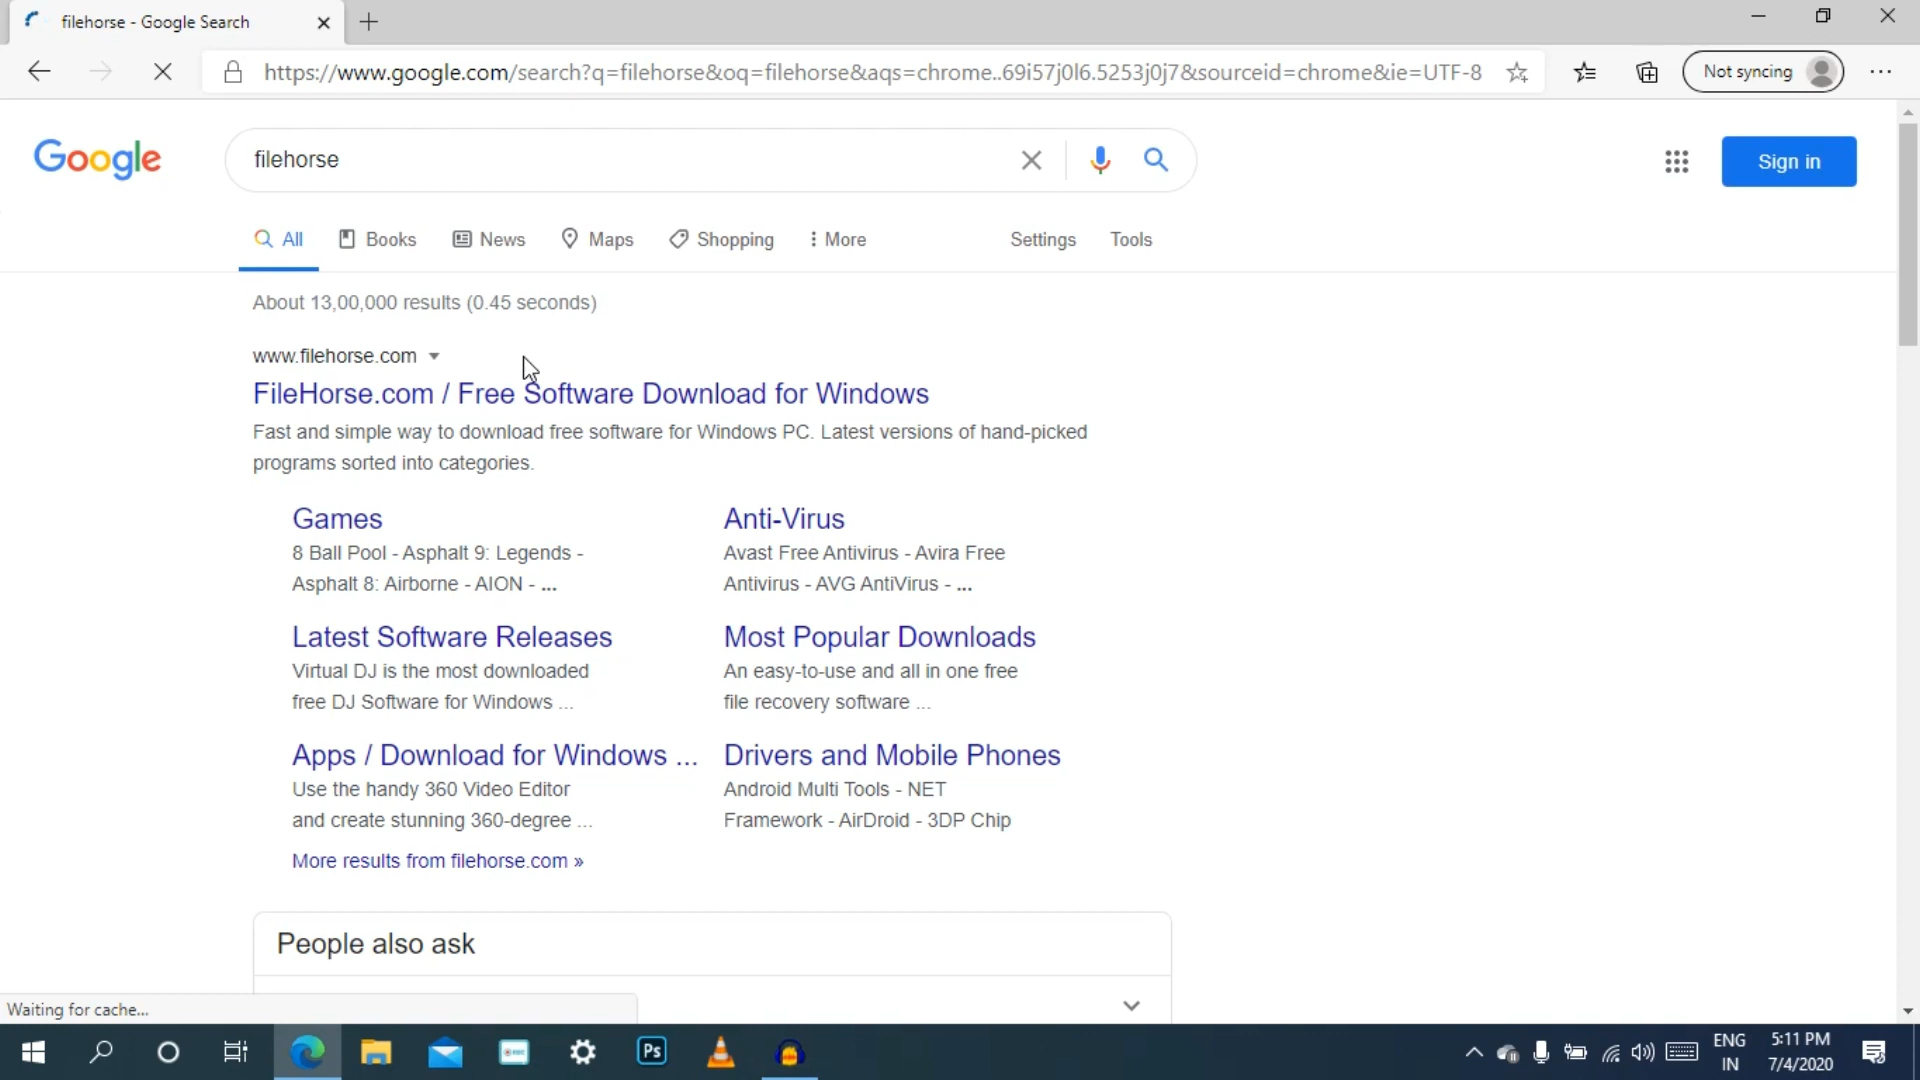 filehorse - Google Search
https://www.google.com/search?q=filehorse&oq=filehorse&aqs=chrome..69i57j0l6.5253j0j7&sourceid=chrome&ie=UTF-8
Not syncing
Google
filehorse
Sign in
All Books News Maps Shopping More Settings Tools
About 13,00,000 results (0.45 seconds)
www.filehorse.com
FileHorse.com / Free Software Download for Windows
Fast and simple way to download free software for Windows PC. Latest versions of hand-picked
programs sorted into categories.
Games
8 Ball Pool - Asphalt 9: Legends -
Asphalt 8: Airborne - AION - ...
Anti-Virus
Avast Free Antivirus - Avira Free
Antivirus - AVG AntiVirus - ...
Latest Software Releases
Virtual DJ is the most downloaded
free DJ Software for Windows ...
Most Popular Downloads
An easy-to-use and all in one free
file recovery software ...
Apps / Download for Windows ...
Use the handy 360 Video Editor
and create stunning 360-degree ...
Drivers and Mobile Phones
Android Multi Tools - NET
Framework - AirDroid - 3DP Chip
More results from filehorse.com »
People also ask
Waiting for cache...
Ps
ENG
IN
5:11 PM
7/4/2020